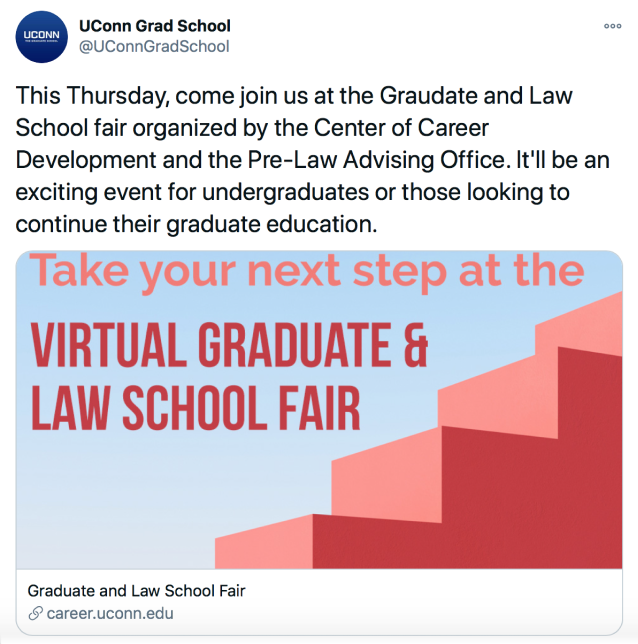 UCONN
UConn Grad School
@UConnGradSchool
This Thursday, come join us at the Graudate and Law
School fair organized by the Center of Career
Development and the Pre-Law Advising Office. It'll be an
exciting event for undergraduates or those looking to
continue their graduate education.
Take your next step at the
VIRTUAL GRADUATE &
LAW SCHOOL FAIR
Graduate and Law School Fair
career.uconn.edu